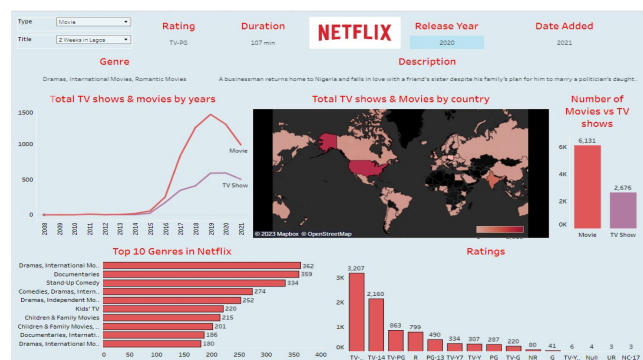 Type
Movie
Title
2 Weeks in Lagos
Rating
TV-PG
Duration
107 min
NETFLIX
Release Year
2020
Date Added
2021
Genre
Dramas, International Movies, Romantic Movies
Description
A businessman returns home to Nigeria and falls in love with a friend's sister despite his family's plan for him to marry a politician's daught..
Total TV shows & movies by years
1500
1000
500
0
Movie
TV Show
2008
2009
2010
2011
2012
2013
2014
2015
2016
2017
2018
2019
2020
2021
Total TV shows & Movies by country
© 2023 Mapbox © OpenStreetMap
Number of
Movies vs TV
shows
6K
4K
2K
0K
6,131
2,676
Movie
TV Show
Top 10 Genres in Netflix
Dramas, International Mo.. 362
Documentaries 359
Stand-Up Comedy 334
Comedies, Dramas, Intern.. 274
Dramas, Independent Mo.. 252
Kids' TV 220
Children & Family Movies 215
Children & Family Movies, .. 201
Documentaries, Internati.. 186
Dramas, International Mo.. 180
0 50 100 150 200 250 300 350 400
Ratings
3K
2K
1K
0K
3,207 2,160 863 799 490 334 307 287 220 80 41 6 4 3 3
TV-.. TV-14 TV-PG R PG-13 TV-Y7 TV-Y PG TV-G NR G TV-Y.. Null UR NC-17